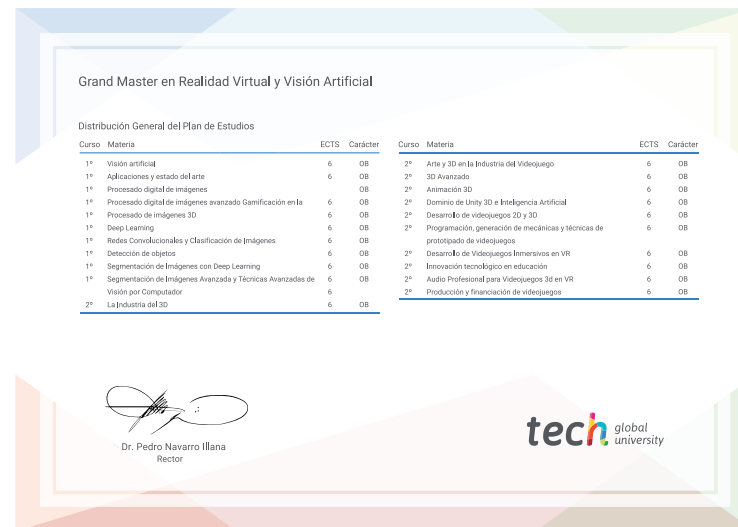 Grand Master en Realidad Virtual y Visión Artificial
Distribución General del Plan de Estudios
Curso Materia ECTS Carácter
1º Visión artificial 6 OB
1º Aplicaciones y estado del arte 6 OB
1º Procesado digital de imágenes OB
1º Procesado digital de imágenes avanzado Gamificación en la 6 OB
1º Procesado de imágenes 3D 6 OB
1º Deep Learning 6 OB
1º Redes Convolucionales y Clasificación de Imágenes 6 OB
1º Detección de objetos 6 OB
1º Segmentación de Imágenes con Deep Learning 6 OB
1º Segmentación de Imágenes Avanzada y Técnicas Avanzadas de 6 OB
Visión por Computador 6
2º La Industria del 3D 6 OB
Curso Materia ECTS Carácter
2º Arte y 3D en la Industria del Videojuego 6 OB
2º 3D Avanzado 6 OB
2º Animación 3D 6 OB
2º Dominio de Unity 3D e Inteligencia Artificial 6 OB
2º Desarrollo de videojuegos 2D y 3D 6 OB
2º Programación, generación de mecánicas y técnicas de 6 OB
prototipado de videojuegos
2º Desarrollo de Videojuegos Inmersivos en VR 6 OB
2º Innovación tecnológico en educación 6 OB
2º Audio Profesional para Videojuegos 3d en VR 6 OB
2º Producción y financiación de videojuegos 6 OB
Dr. Pedro Navarro Illana
Rector
tech global
university